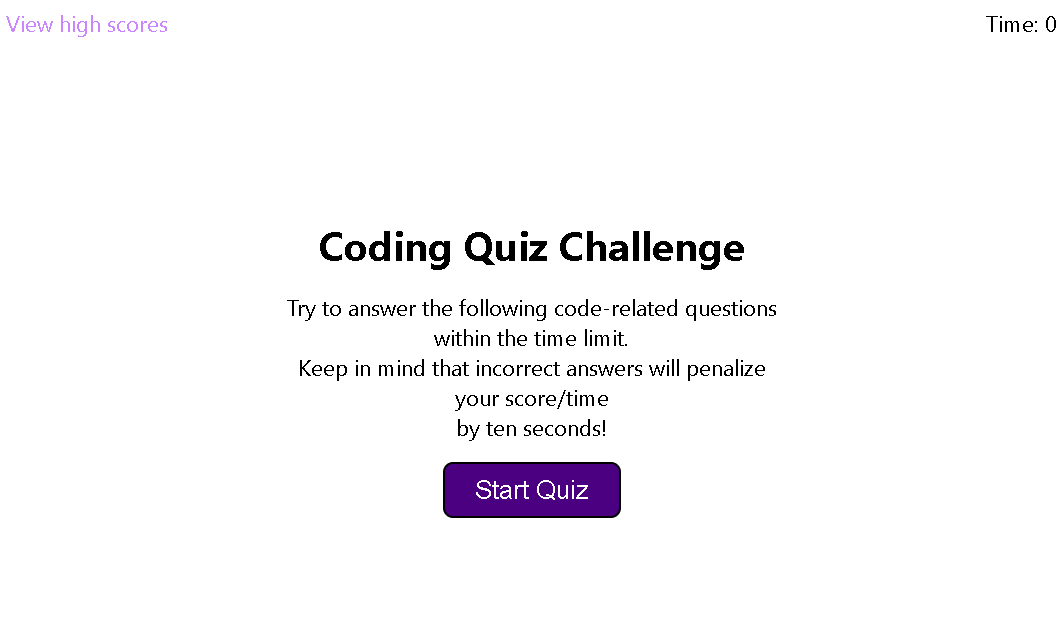 View high scores
Time: 0
Coding Quiz Challenge
Try to answer the following code-related questions
within the time limit.
Keep in mind that incorrect answers will penalize
your score/time
by ten seconds!
Start Quiz